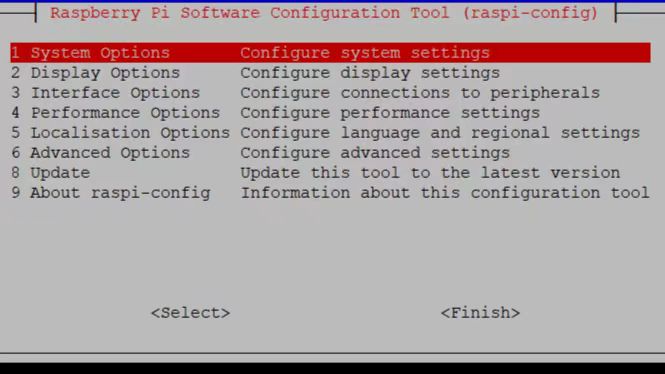 Raspberry Pi Software Configuration Tool (raspi-config)
1 System Options Configure system settings
2 Display Options Configure display settings
3 Interface Options Configure connections to peripherals
4 Performance Options Configure performance settings
5 Localisation Options Configure language and regional settings
6 Advanced Options Configure advanced settings
8 Update Update this tool to the latest version
9 About raspi-config Information about this configuration tool
<Select> <Finish>